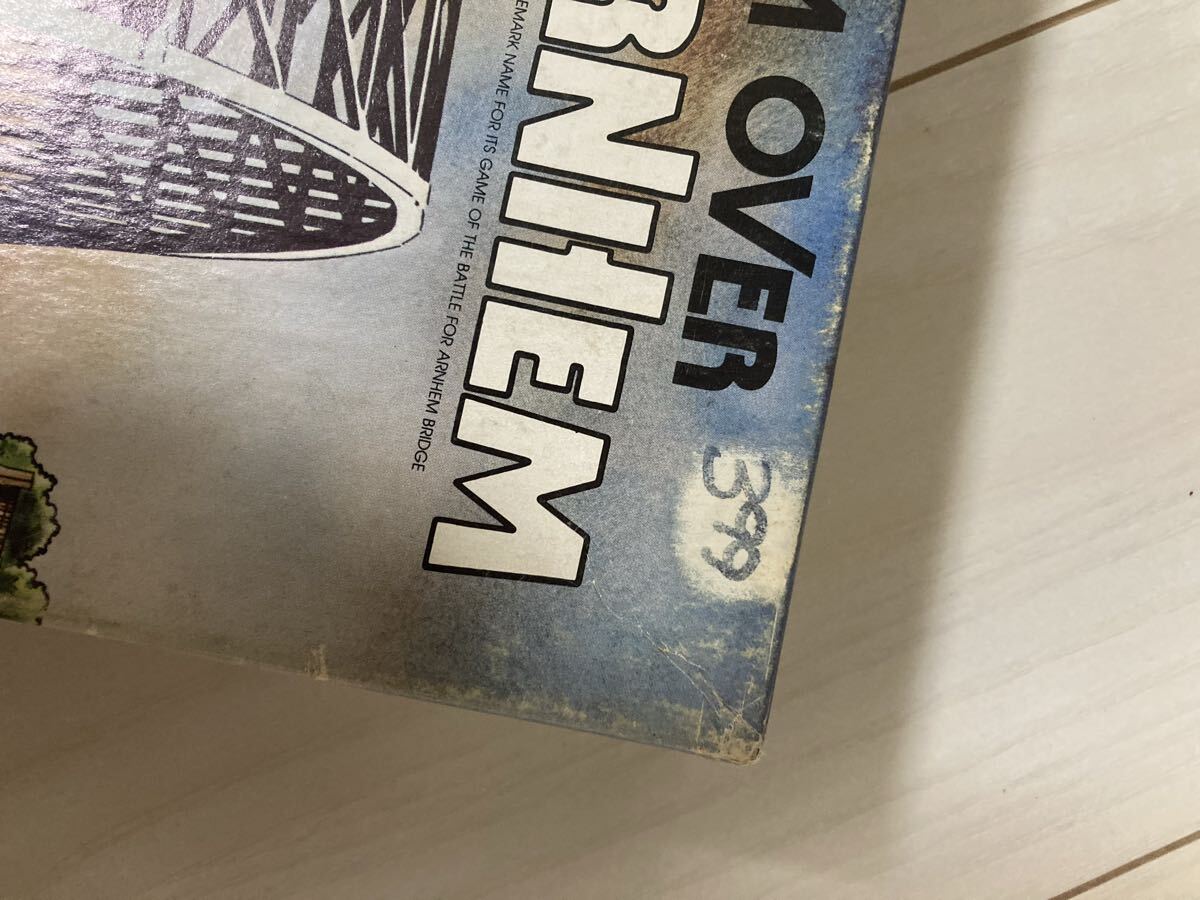 M OVER
RNHEM
EMARK NAME FOR ITS GAME OF THE BATTLE FOR ARNHEM BRIDGE
399